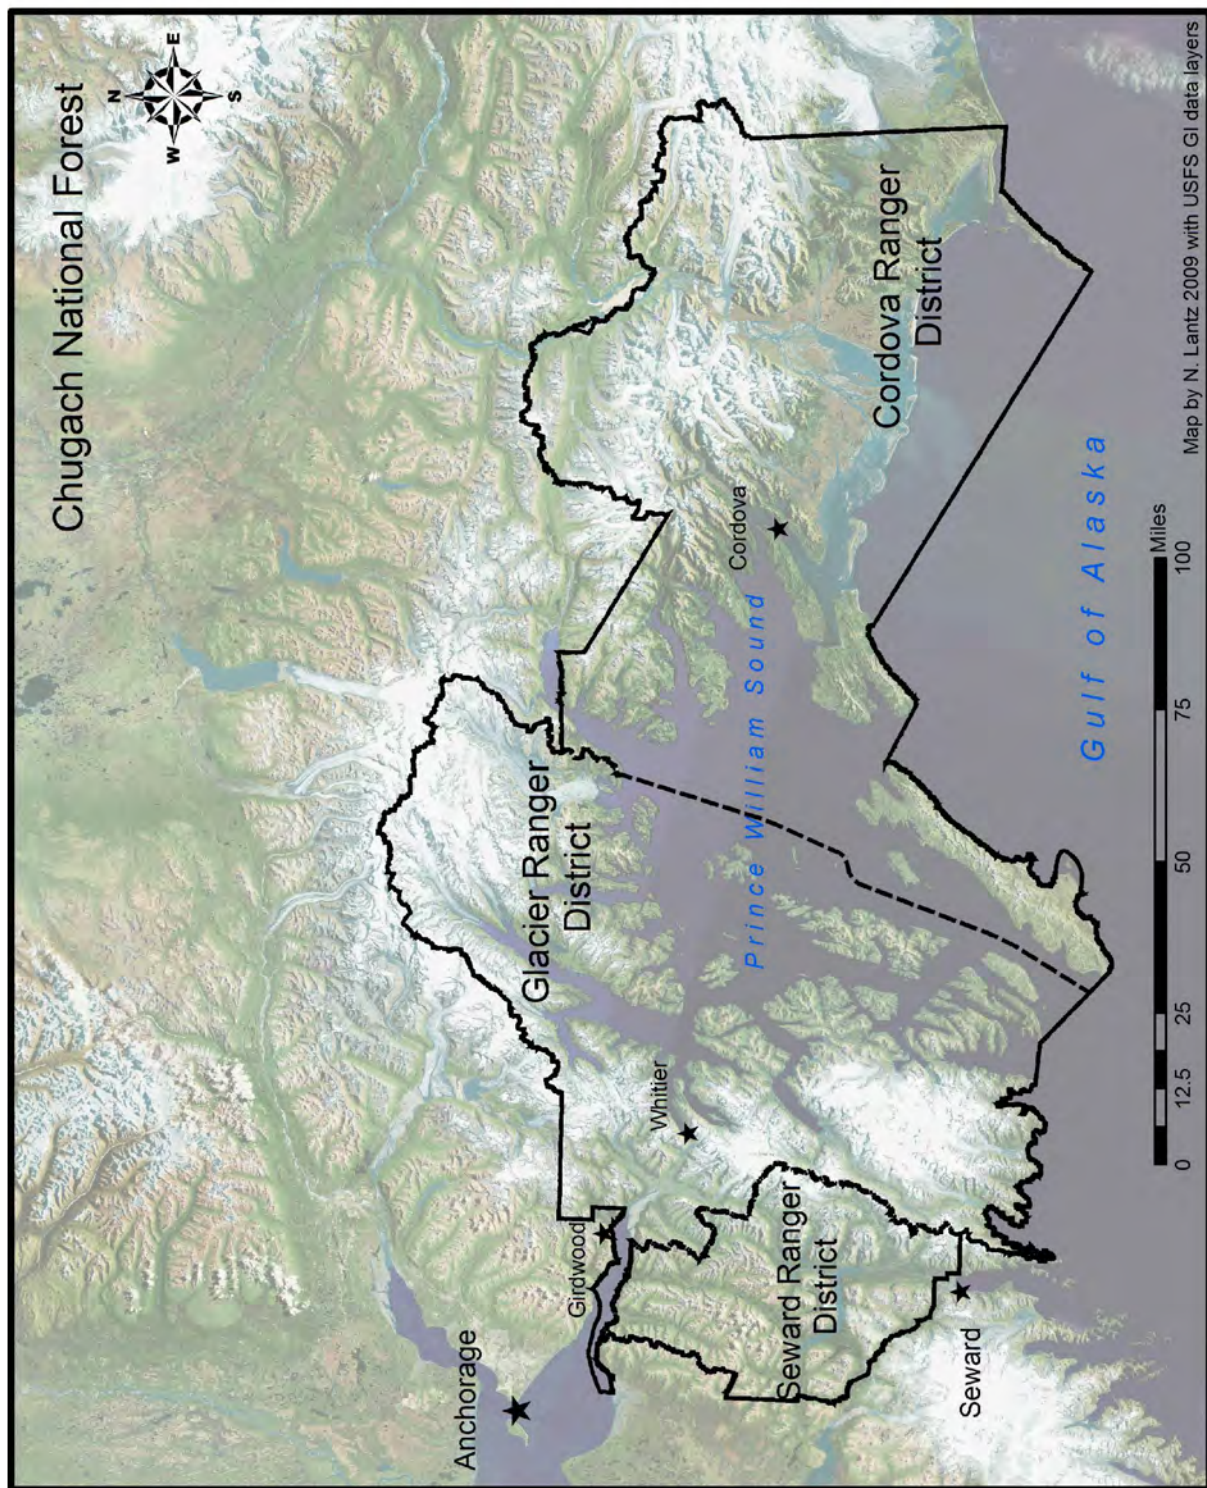 Chugach National Forest
N
W
E
S
Anchorage
Girdwood
Whitier
Glacier Ranger
District
Seward Ranger
District
Seward
Prince William Sound
Cordova
Cordova Ranger
District
Gulf of Alaska
0
12.5
25
50
75
100
Miles
Map by N. Lantz 2009 with USFS GI data layers